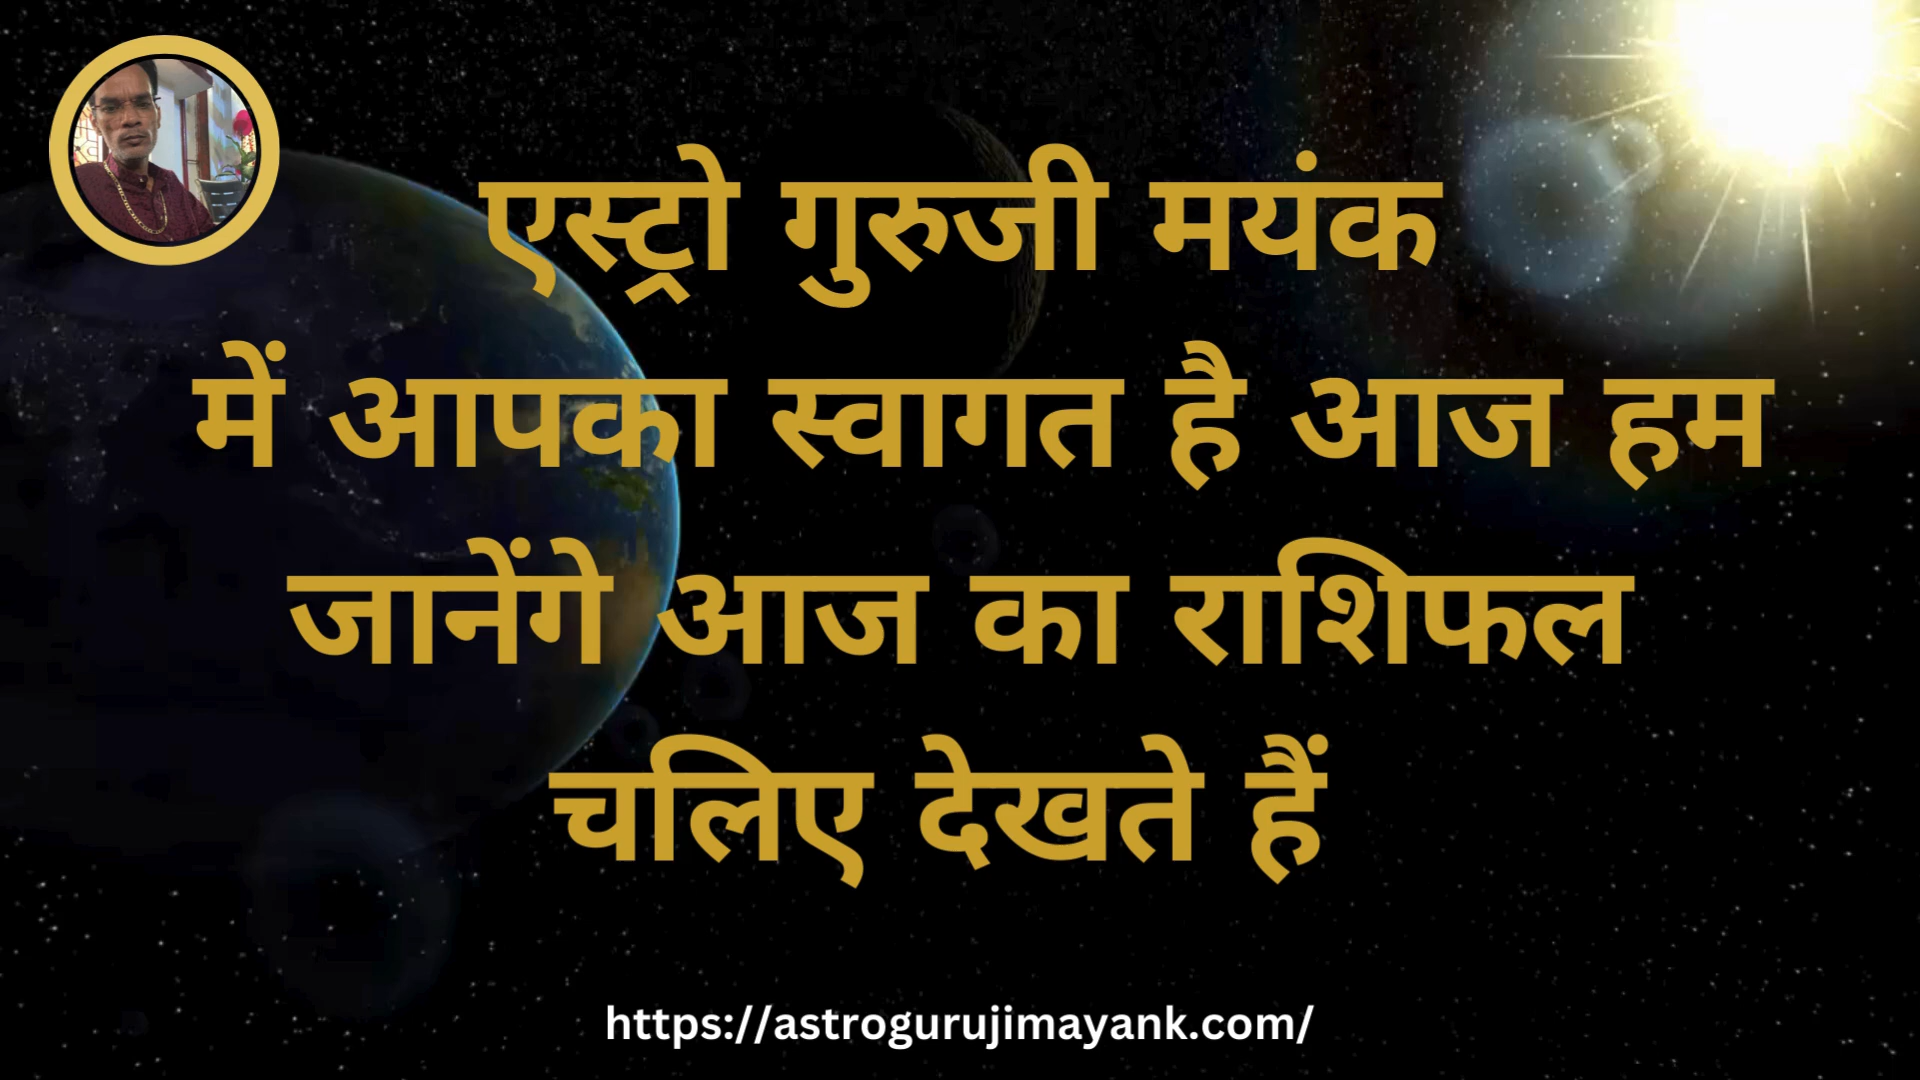 एस्ट्रो गुरुजी मयंक
में आपका स्वागत है आज हम
जानेंगे आज का राशिफल
चलिए देखते हैं
https://astrogurujimayank.com/